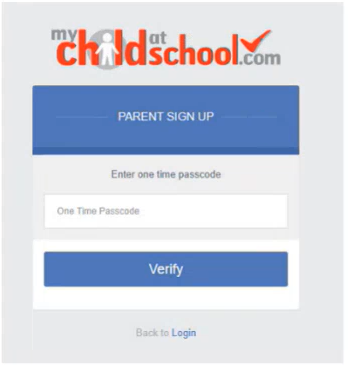 my child at school.com
PARENT SIGN UP
Enter one time passcode
One Time Passcode
Verify
Back to Login